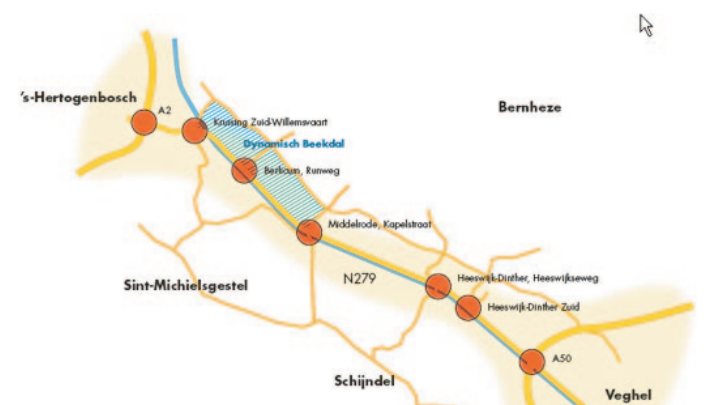 's-Hertogenbosch
A2
Bernheze
Kruising Zuid-Willemsvaart
Dynamisch Beekdal
Berlicum, Runweg
Middelrode, Kapelstraat
Sint-Michielsgestel
N279
Heeswijk-Dinther, Heeswijkseweg
Heeswijk-Dinther Zuid
A50
Schijndel
Veghel